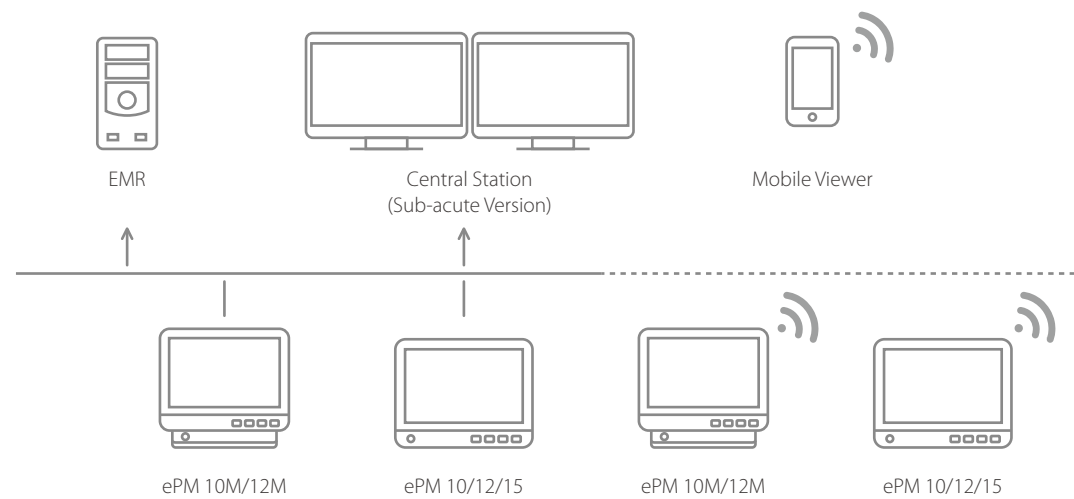 EMR
Central Station
(Sub-acute Version)
Mobile Viewer
ePM 10M/12M
ePM 10/12/15
ePM 10M/12M
ePM 10/12/15